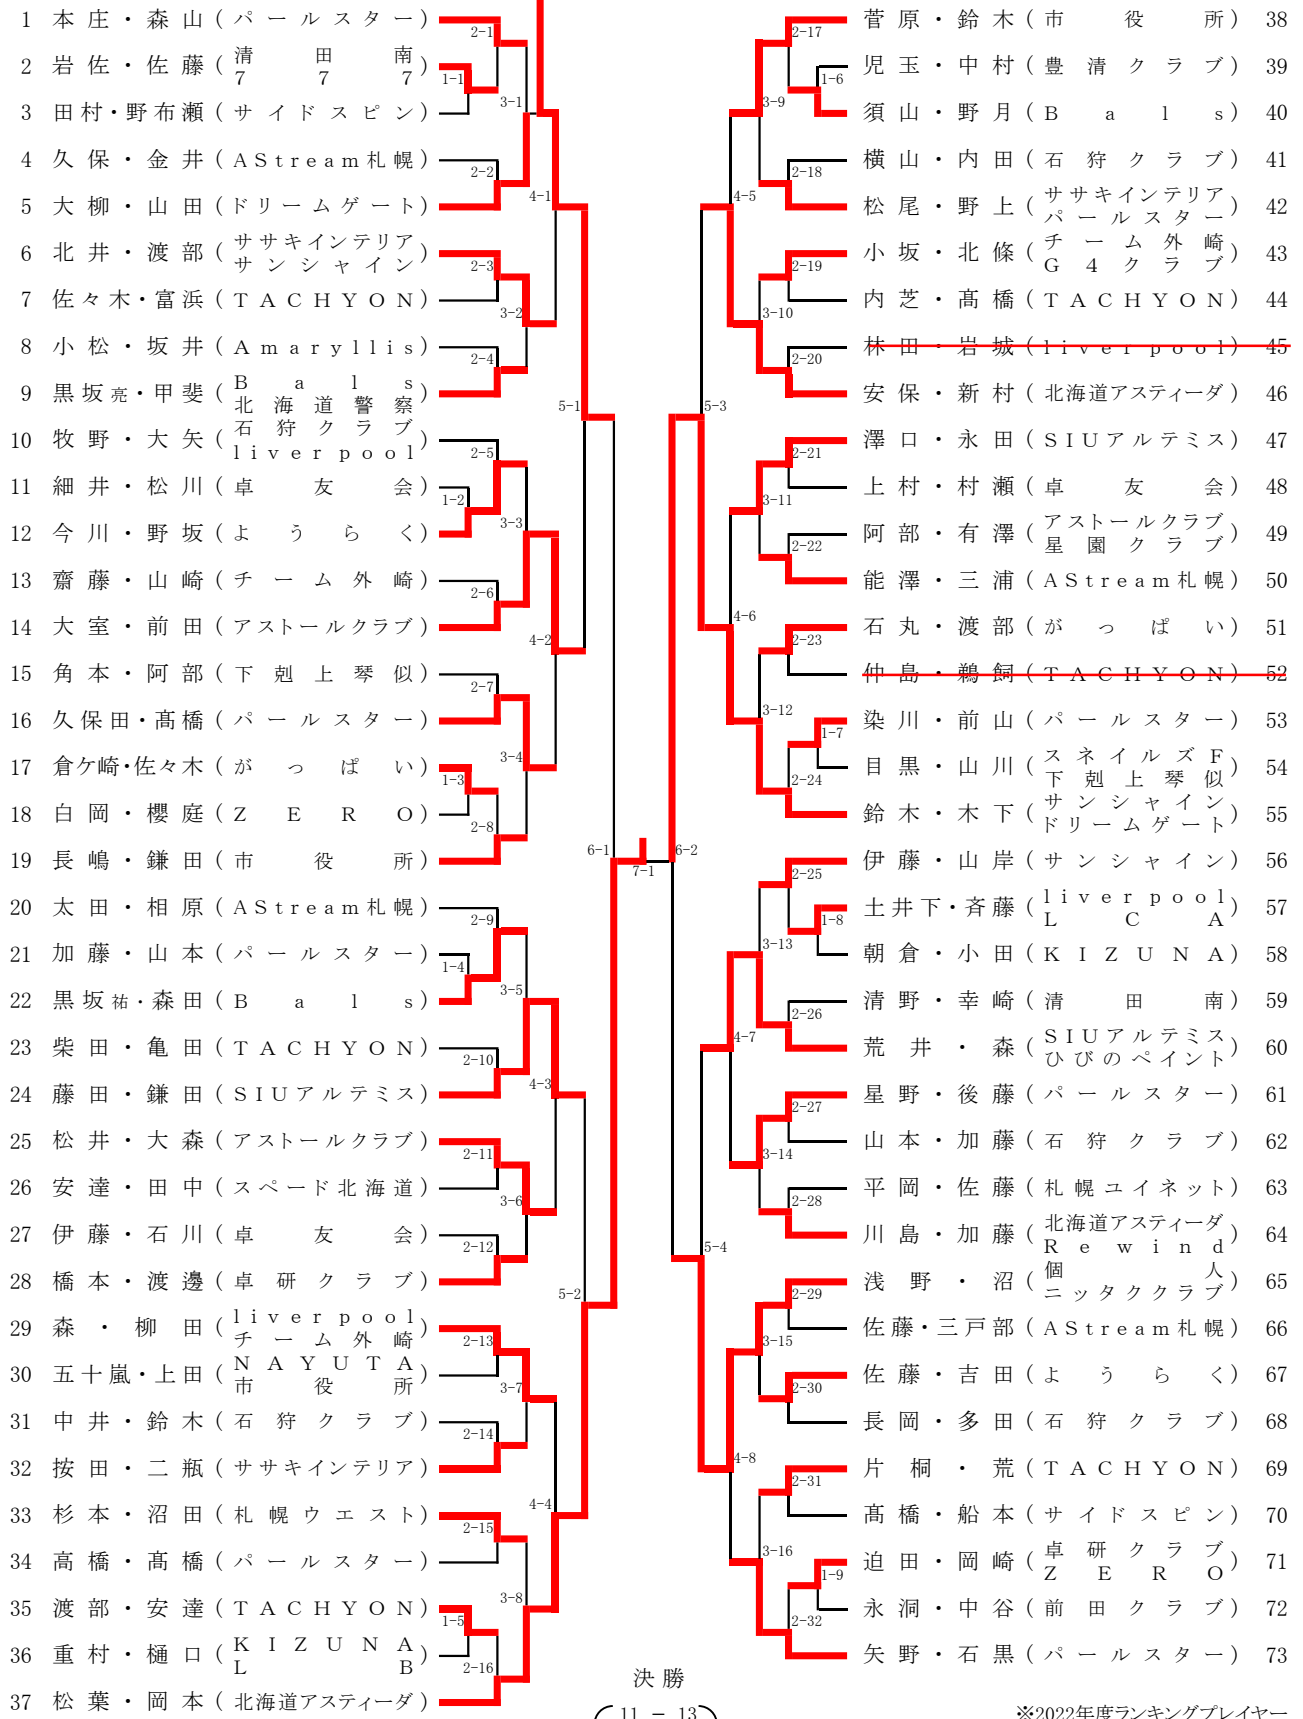 1 本庄・森山(パールスター)
2 岩佐・佐藤(清田南 777)
3 田村・野布瀬(サイドスピン)
4 久保・金井(AStream札幌)
5 大柳・山田(ドリームゲート)
6 北井・渡部(ササキインテリア サンシャイン)
7 佐々木・富浜(TACHYON)
8 小松・坂井(Amaryllis)
9 黒坂亮・甲斐(Bals 北海道警察)
10 牧野・大矢(石狩クラブ liver pool)
11 細井・松川(卓友会)
12 今川・野坂(ようらく)
13 齋藤・山崎(チーム外崎)
14 大室・前田(アストールクラブ)
15 角本・阿部(下剋上琴似)
16 久保田・髙橋(パールスター)
17 倉ケ崎・佐々木(がっぱい)
18 白岡・櫻庭(ZERO)
19 長嶋・鎌田(市役所)
20 太田・相原(AStream札幌)
21 加藤・山本(パールスター)
22 黒坂祐・森田(Bals)
23 柴田・亀田(TACHYON)
24 藤田・鎌田(SIUアルテミス)
25 松井・大森(アストールクラブ)
26 安達・田中(スペード北海道)
27 伊藤・石川(卓友会)
28 橋本・渡邊(卓研クラブ)
29 森・柳田(liver pool チーム外崎)
30 五十嵐・上田(NAYUTA 市役所)
31 中井・鈴木(石狩クラブ)
32 按田・二瓶(ササキインテリア)
33 杉本・沼田(札幌ウエスト)
34 高橋・髙橋(パールスター)
35 渡部・安達(TACHYON)
36 重村・樋口(KIZUNA LB)
37 松葉・岡本(北海道アスティーダ)
2-1
1-1
3-1
2-2
4-1
2-3
3-2
2-4
5-1
2-5
1-2
3-3
2-6
4-2
2-7
3-4
1-3
2-8
6-1
2-9
1-4
3-5
2-10
4-3
2-11
3-6
2-12
5-2
2-13
3-7
2-14
4-4
2-15
3-8
1-5
2-16
7-1
決勝
11 － 13
菅原・鈴木(市役所) 38
児玉・中村(豊清クラブ) 39
須山・野月(Bals) 40
横山・内田(石狩クラブ) 41
松尾・野上(ササキインテリア パールスター) 42
小坂・北條(チーム外崎 G4クラブ) 43
内芝・髙橋(TACHYON) 44
林田・岩城(liver pool) 45
安保・新村(北海道アスティーダ) 46
澤口・永田(SIUアルテミス) 47
上村・村瀬(卓友会) 48
阿部・有澤(アストールクラブ 星園クラブ) 49
能澤・三浦(AStream札幌) 50
石丸・渡部(がっぱい) 51
仲島・鵜飼(TACHYON) 52
染川・前山(パールスター) 53
目黒・山川(スネイルズF 下剋上琴似) 54
鈴木・木下(サンシャイン ドリームゲート) 55
伊藤・山岸(サンシャイン) 56
土井下・斉藤(liver pool LCA) 57
朝倉・小田(KIZUNA) 58
清野・幸崎(清田南) 59
荒井・森(SIUアルテミス ひびのペイント) 60
星野・後藤(パールスター) 61
山本・加藤(石狩クラブ) 62
平岡・佐藤(札幌ユイネット) 63
川島・加藤(北海道アスティーダ Rewind) 64
浅野・沼(個人 ニッタククラブ) 65
佐藤・三戸部(AStream札幌) 66
佐藤・吉田(ようらく) 67
長岡・多田(石狩クラブ) 68
片桐・荒(TACHYON) 69
髙橋・船本(サイドスピン) 70
迫田・岡崎(卓研クラブ ZERO) 71
永洞・中谷(前田クラブ) 72
矢野・石黒(パールスター) 73
2-17
1-6
3-9
2-18
4-5
2-19
3-10
2-20
5-3
2-21
3-11
2-22
4-6
2-23
3-12
1-7
2-24
6-2
2-25
1-8
3-13
2-26
4-7
2-27
3-14
2-28
5-4
2-29
3-15
2-30
4-8
2-31
3-16
1-9
2-32
※2022年度ランキングプレイヤー